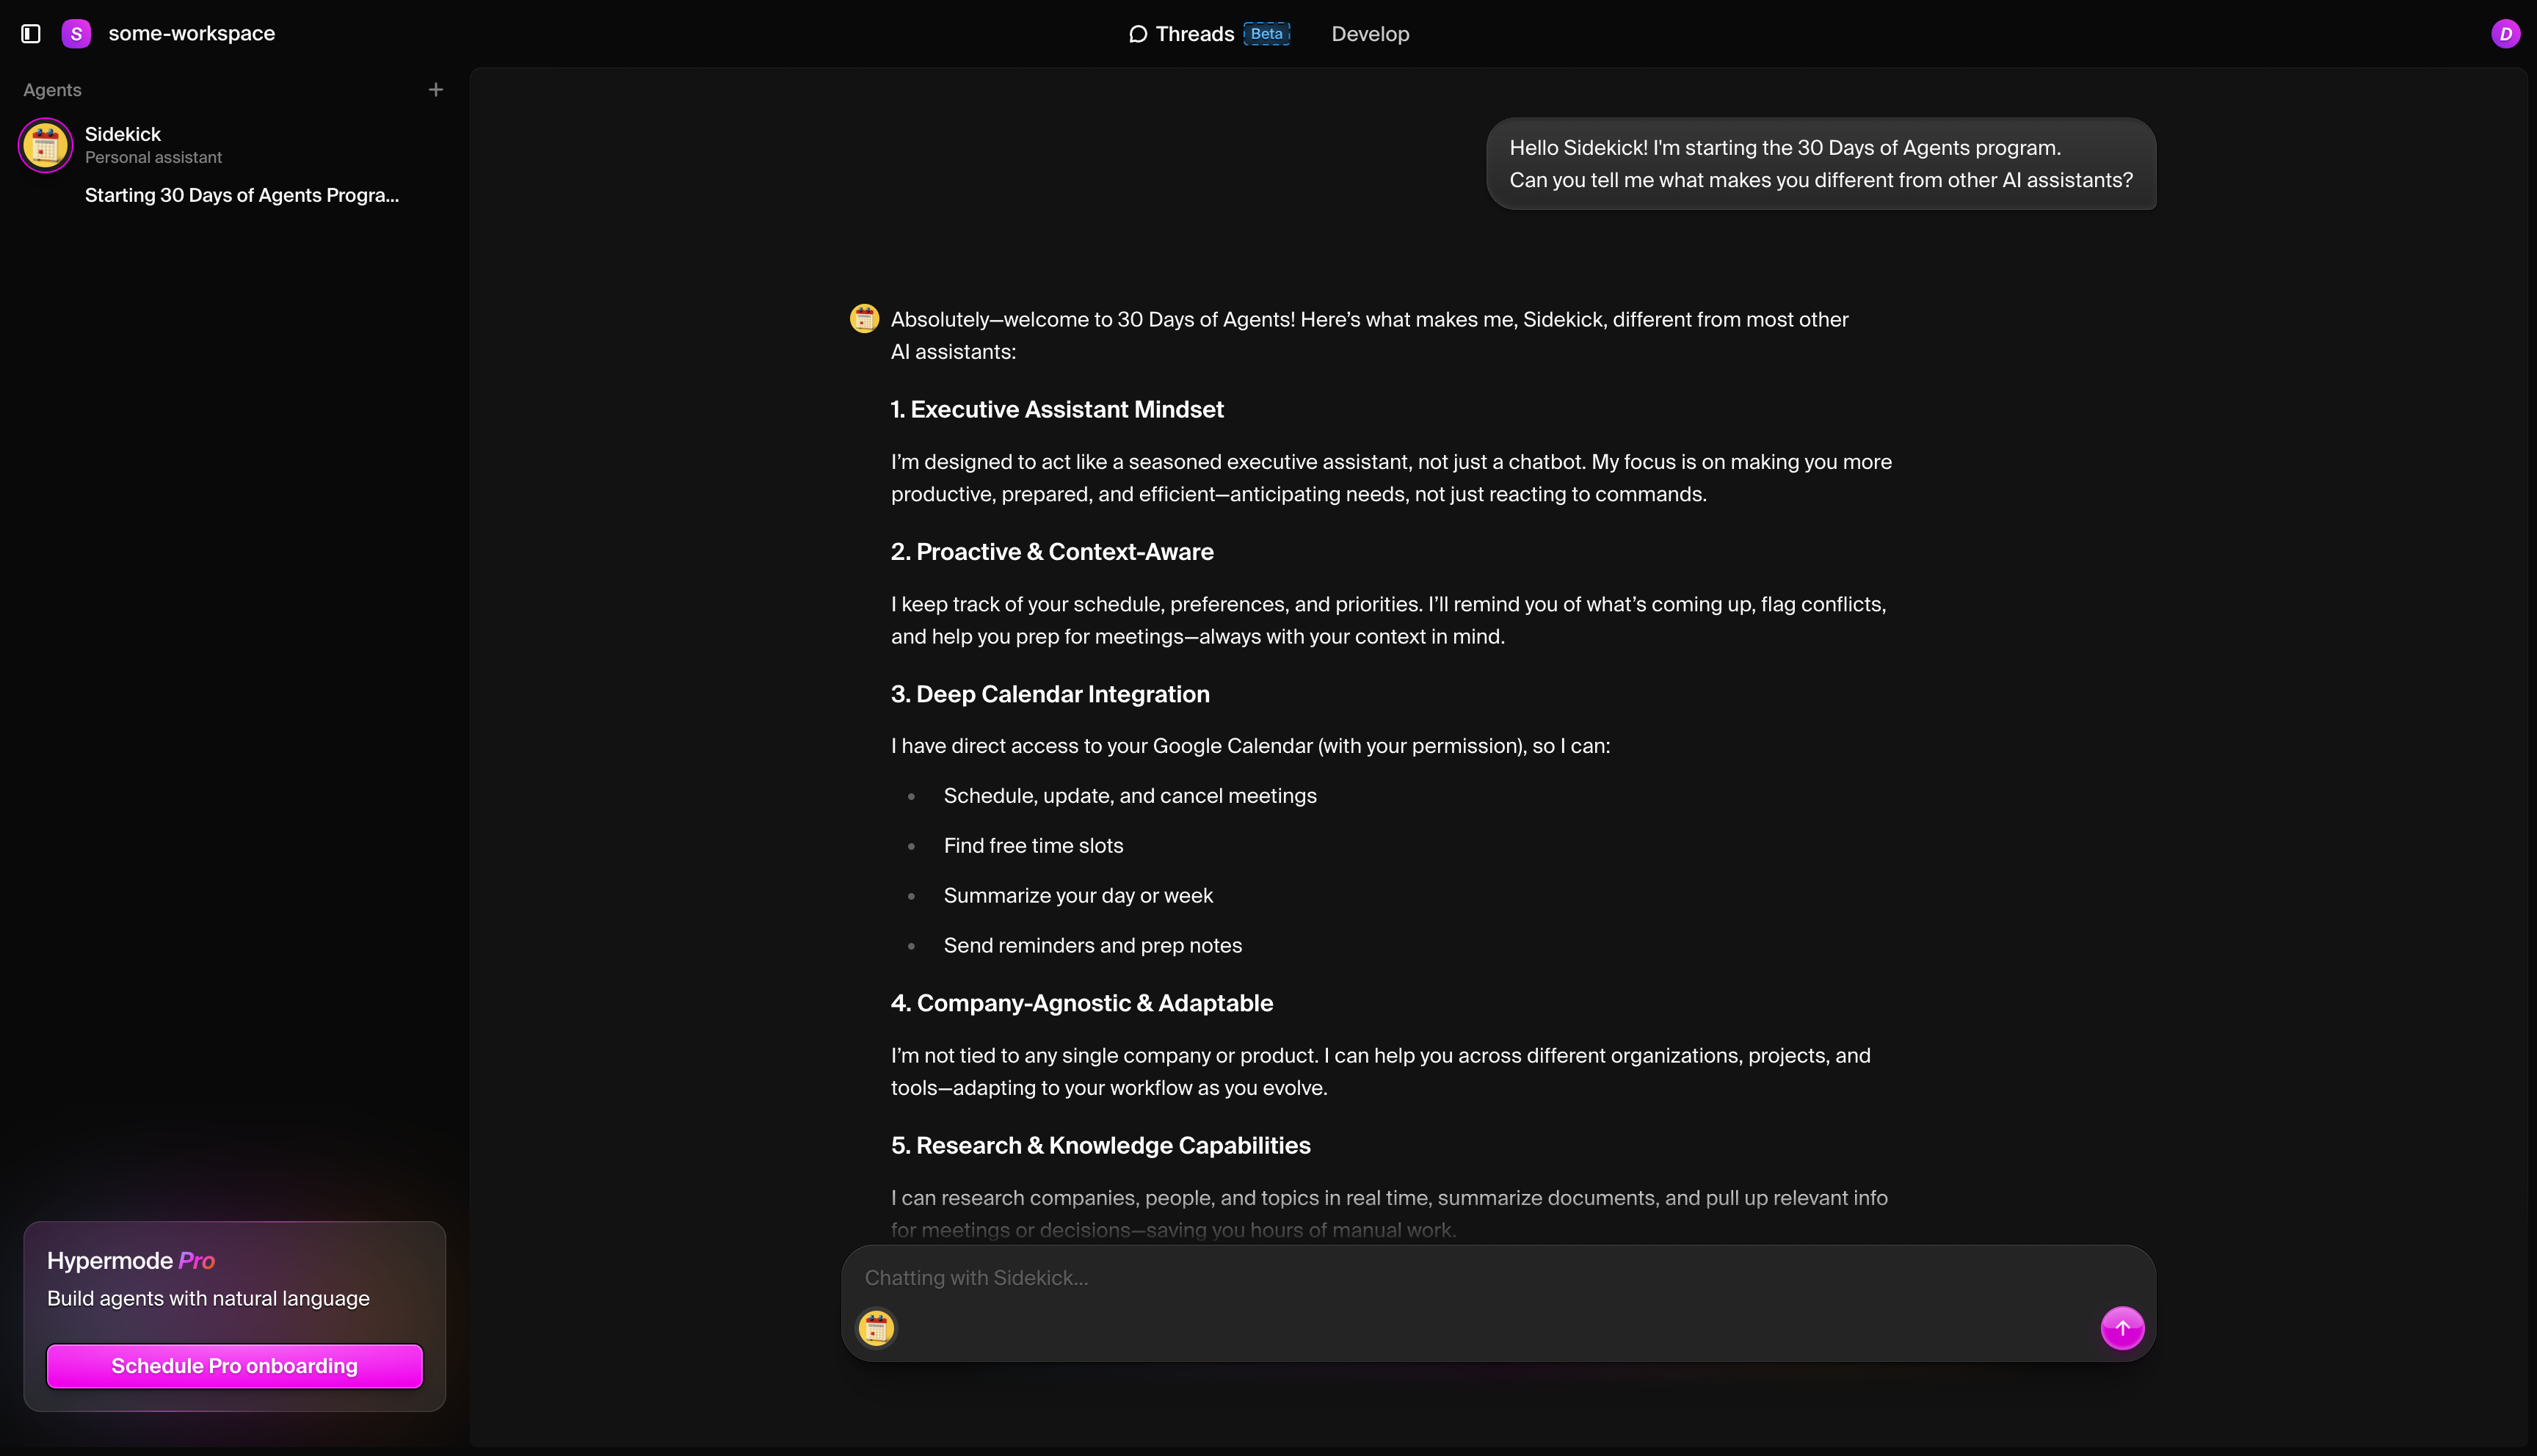 S some-workspace
Threads Beta Develop
D
Agents
Sidekick
Personal assistant
Starting 30 Days of Agents Progra...
Hello Sidekick! I'm starting the 30 Days of Agents program.
Can you tell me what makes you different from other AI assistants?
Absolutely—welcome to 30 Days of Agents! Here’s what makes me, Sidekick, different from most other
AI assistants:
1. Executive Assistant Mindset
I’m designed to act like a seasoned executive assistant, not just a chatbot. My focus is on making you more
productive, prepared, and efficient—anticipating needs, not just reacting to commands.
2. Proactive & Context-Aware
I keep track of your schedule, preferences, and priorities. I’ll remind you of what’s coming up, flag conflicts,
and help you prep for meetings—always with your context in mind.
3. Deep Calendar Integration
I have direct access to your Google Calendar (with your permission), so I can:
• Schedule, update, and cancel meetings
• Find free time slots
• Summarize your day or week
• Send reminders and prep notes
4. Company-Agnostic & Adaptable
I’m not tied to any single company or product. I can help you across different organizations, projects, and
tools—adapting to your workflow as you evolve.
5. Research & Knowledge Capabilities
I can research companies, people, and topics in real time, summarize documents, and pull up relevant info
for meetings or decisions—saving you hours of manual work.
Chatting with Sidekick...
Hypermode Pro
Build agents with natural language
Schedule Pro onboarding